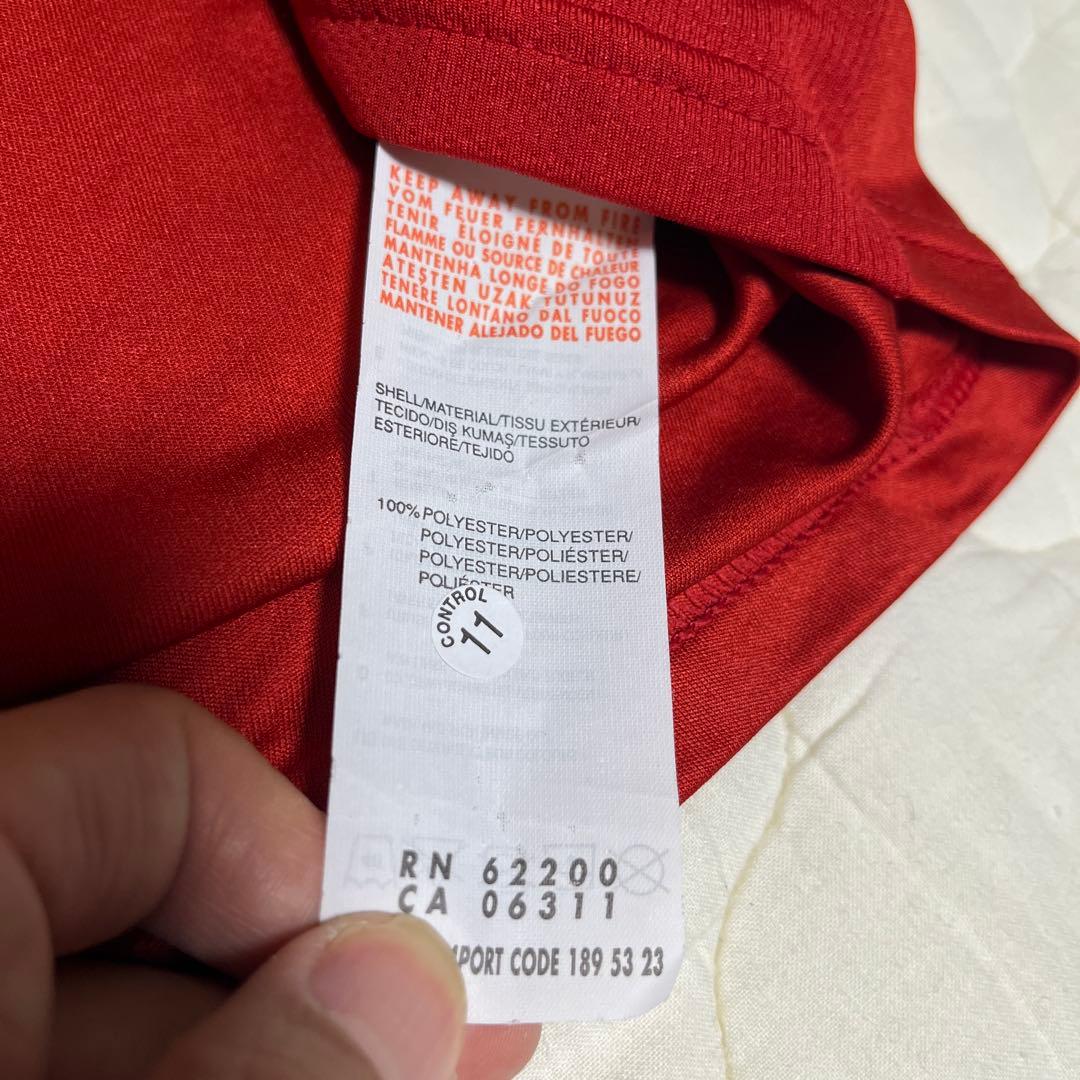 KEEP AWAY FROM FIRE
VOM FEUER FERNHALTEN
TENIR ÉLOIGNÉ DE TOUTE
FLAMME OU SOURCE DE CHALEUR
MANTENHA LONGE DO FOGO
ATEŞTEN UZAK TUTUNUZ
TENERE LONTANO DAL FUOCO
MANTENER ALEJADO DEL FUEGO
SHELL/MATERIAL/TISSU EXTÉRIEUR/
TECIDO/DIŞ KUMAŞ/TESSUTO
ESTERIORÉ/TEJIDO
100% POLYESTER/POLYESTER/
POLYESTER/POLIÉSTER/
POLYESTER/POLIESTERE/
POLIÉSTER
CONTROL
11
RN 62200
CA 06311
PORT CODE 189 53 23